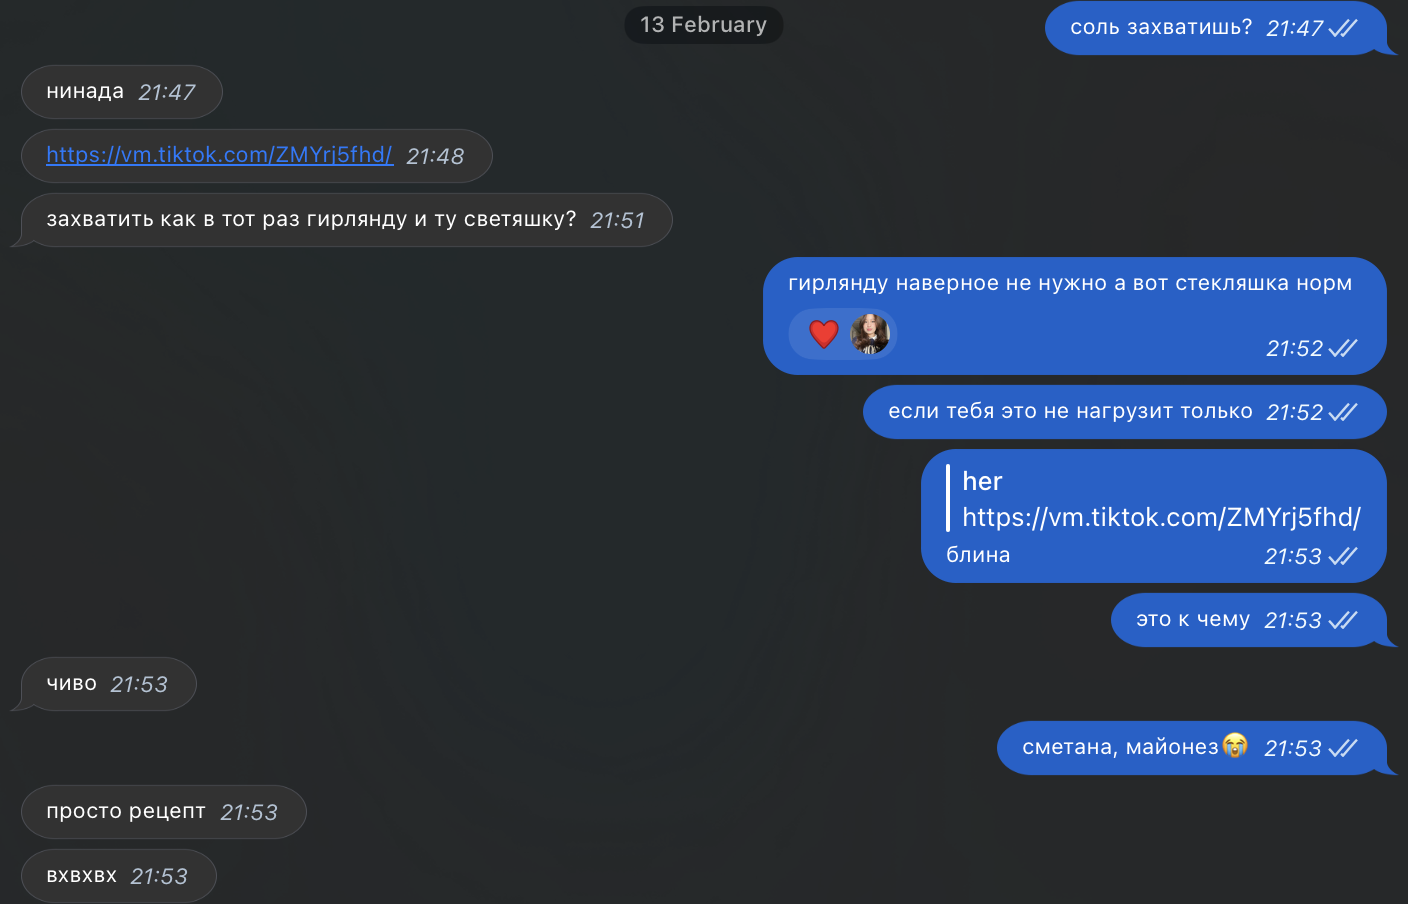 13 February
соль захватишь? 21:47
нинада 21:47
https://vm.tiktok.com/ZMYrj5fhd/ 21:48
захватить как в тот раз гирлянду и ту светяшку? 21:51
гирлянду наверное не нужно а вот стекляшка норм
❤️ 21:52
если тебя это не нагрузит только 21:52
her
https://vm.tiktok.com/ZMYrj5fhd/
блина 21:53
это к чему 21:53
чиво 21:53
сметана, майонез😭 21:53
просто рецепт 21:53
вхвхвх 21:53